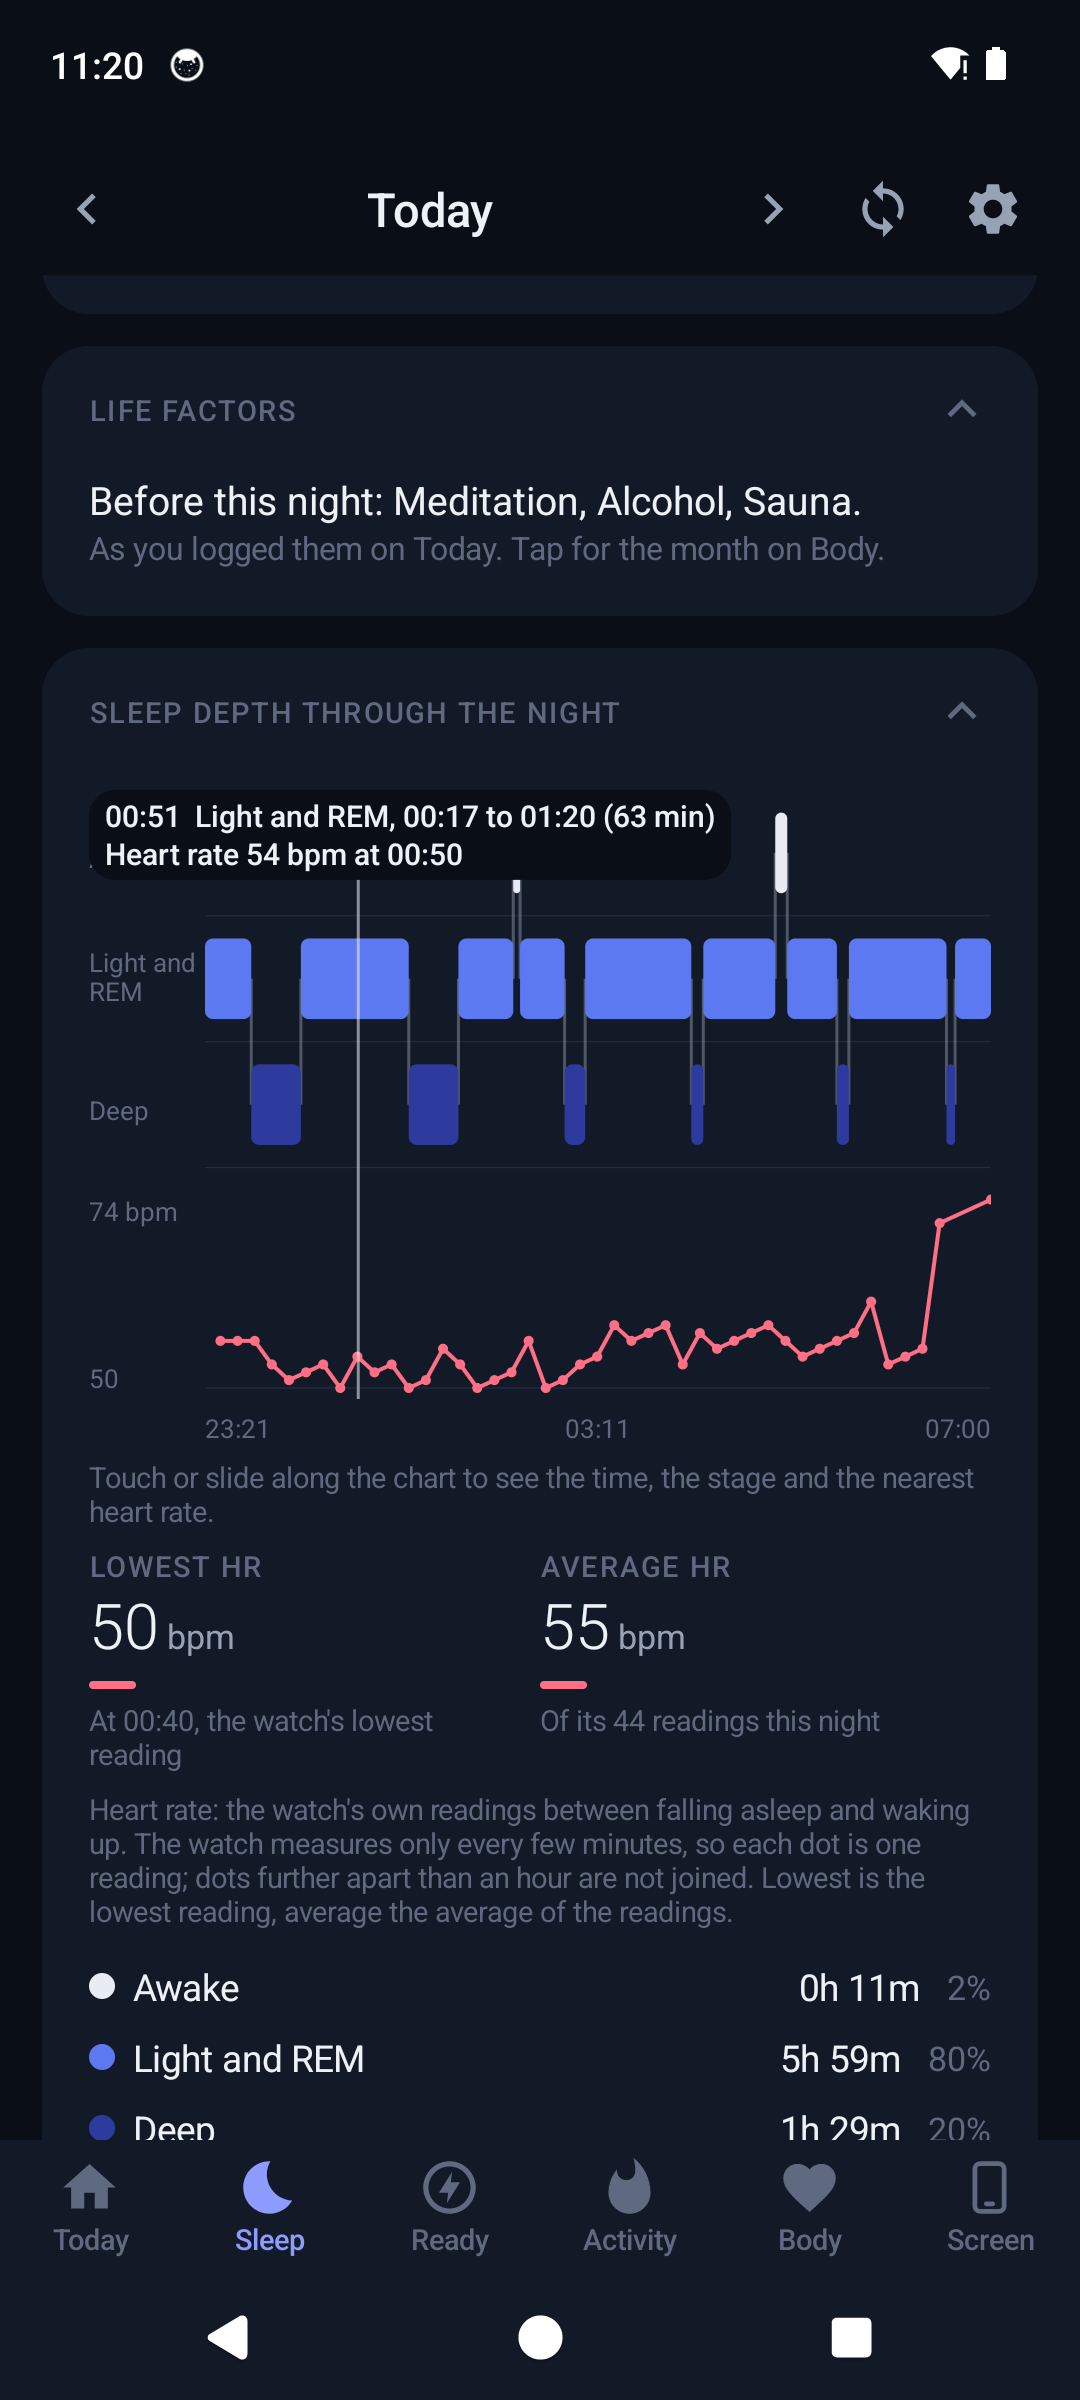 11:20
Today
LIFE FACTORS
Before this night: Meditation, Alcohol, Sauna.
As you logged them on Today. Tap for the month on Body.
SLEEP DEPTH THROUGH THE NIGHT
00:51 Light and REM, 00:17 to 01:20 (63 min)
Heart rate 54 bpm at 00:50
Light and
REM
Deep
74 bpm
50
23:21 03:11 07:00
Touch or slide along the chart to see the time, the stage and the nearest
heart rate.
LOWEST HR AVERAGE HR
50 bpm 55 bpm
At 00:40, the watch's lowest Of its 44 readings this night
reading
Heart rate: the watch's own readings between falling asleep and waking
up. The watch measures only every few minutes, so each dot is one
reading; dots further apart than an hour are not joined. Lowest is the
lowest reading, average the average of the readings.
Awake 0h 11m 2%
Light and REM 5h 59m 80%
Deep 1h 29m 20%
Today Sleep Ready Activity Body Screen